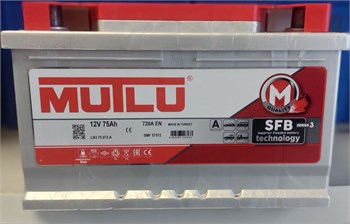 MUTLU
12V 75Ah
720A EN
MADE IN TURKEY
A
M
QUALITY
SFB SERIES 3
technology